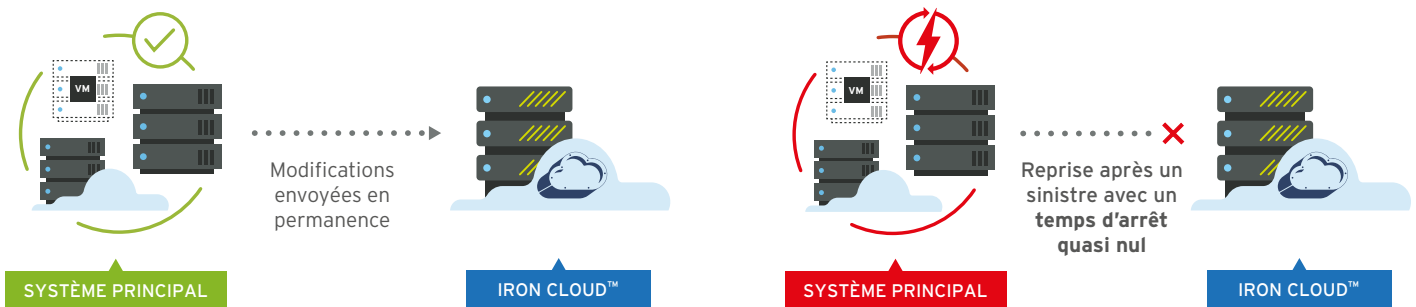 VM
Modifications
envoyées en
permanence
SYSTÈME PRINCIPAL
IRON CLOUD™
VM
Reprise après un
sinistre avec un
temps d'arrêt
quasi nul
SYSTÈME PRINCIPAL
IRON CLOUD™